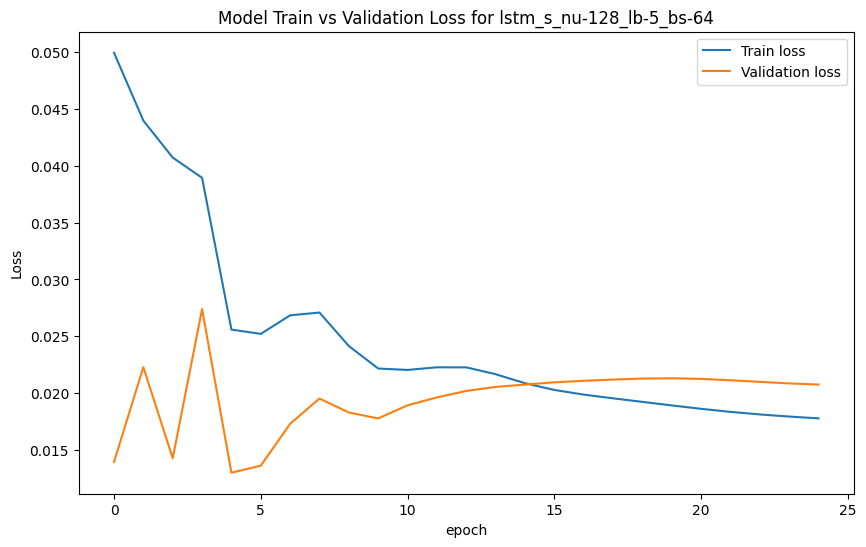 Model Train vs Validation Loss for lstm_s_nu-128_lb-5_bs-64
Train loss
Validation loss
0.050
0.045
0.040
0.035
0.030
0.025
0.020
0.015
Loss
0
5
10
15
20
25
epoch